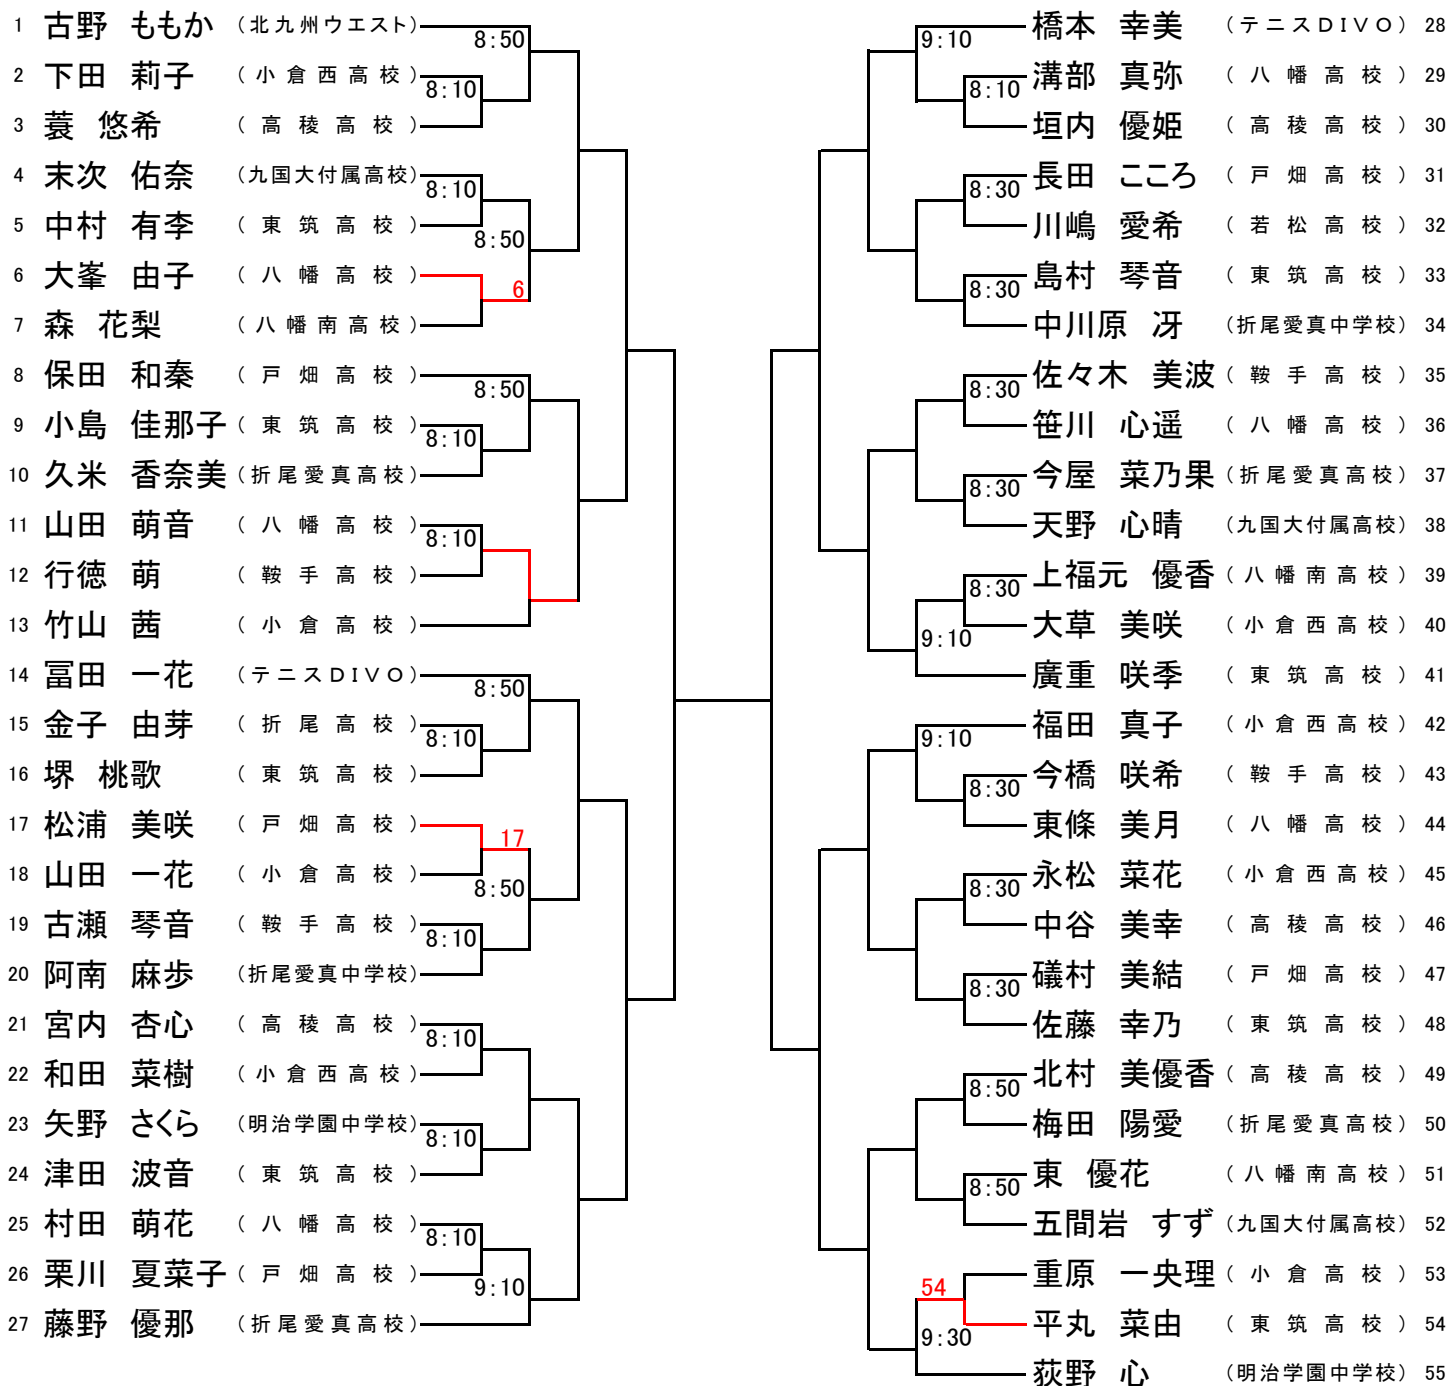 1 古野 ももか (北九州ウエスト)
8:50
2 下田 莉子 (小倉西高校)
8:10
3 蓑 悠希 (高稜高校)
4 末次 佑奈 (九国大付属高校)
8:10
5 中村 有李 (東筑高校)
8:50
6 大峯 由子 (八幡高校)
6
7 森 花梨 (八幡南高校)
8 保田 和奏 (戸畑高校)
8:50
9 小島 佳那子 (東筑高校)
8:10
10 久米 香奈美 (折尾愛真高校)
11 山田 萌音 (八幡高校)
8:10
12 行徳 萌 (鞍手高校)
13 竹山 茜 (小倉高校)
14 冨田 一花 (テニスDIVO)
8:50
15 金子 由芽 (折尾高校)
8:10
16 堺 桃歌 (東筑高校)
17 松浦 美咲 (戸畑高校)
17
18 山田 一花 (小倉高校)
8:50
19 古瀬 琴音 (鞍手高校)
8:10
20 阿南 麻歩 (折尾愛真中学校)
21 宮内 杏心 (高稜高校)
8:10
22 和田 菜樹 (小倉西高校)
23 矢野 さくら (明治学園中学校)
8:10
24 津田 波音 (東筑高校)
25 村田 萌花 (八幡高校)
8:10
26 栗川 夏菜子 (戸畑高校)
9:10
27 藤野 優那 (折尾愛真高校)
橋本 幸美 (テニスDIVO) 28
9:10
溝部 真弥 (八幡高校) 29
8:10
垣内 優姫 (高稜高校) 30
長田 こころ (戸畑高校) 31
8:30
川嶋 愛希 (若松高校) 32
島村 琴音 (東筑高校) 33
8:30
中川原 冴 (折尾愛真中学校) 34
佐々木 美波 (鞍手高校) 35
8:30
笹川 心遥 (八幡高校) 36
今屋 菜乃果 (折尾愛真高校) 37
8:30
天野 心晴 (九国大付属高校) 38
上福元 優香 (八幡南高校) 39
8:30
大草 美咲 (小倉西高校) 40
9:10
廣重 咲季 (東筑高校) 41
福田 真子 (小倉西高校) 42
9:10
今橋 咲希 (鞍手高校) 43
8:30
東條 美月 (八幡高校) 44
永松 菜花 (小倉西高校) 45
8:30
中谷 美幸 (高稜高校) 46
礒村 美結 (戸畑高校) 47
8:30
佐藤 幸乃 (東筑高校) 48
北村 美優香 (高稜高校) 49
8:50
梅田 陽愛 (折尾愛真高校) 50
東 優花 (八幡南高校) 51
8:50
五間岩 すず (九国大付属高校) 52
重原 一央理 (小倉高校) 53
54
平丸 菜由 (東筑高校) 54
9:30
荻野 心 (明治学園中学校) 55